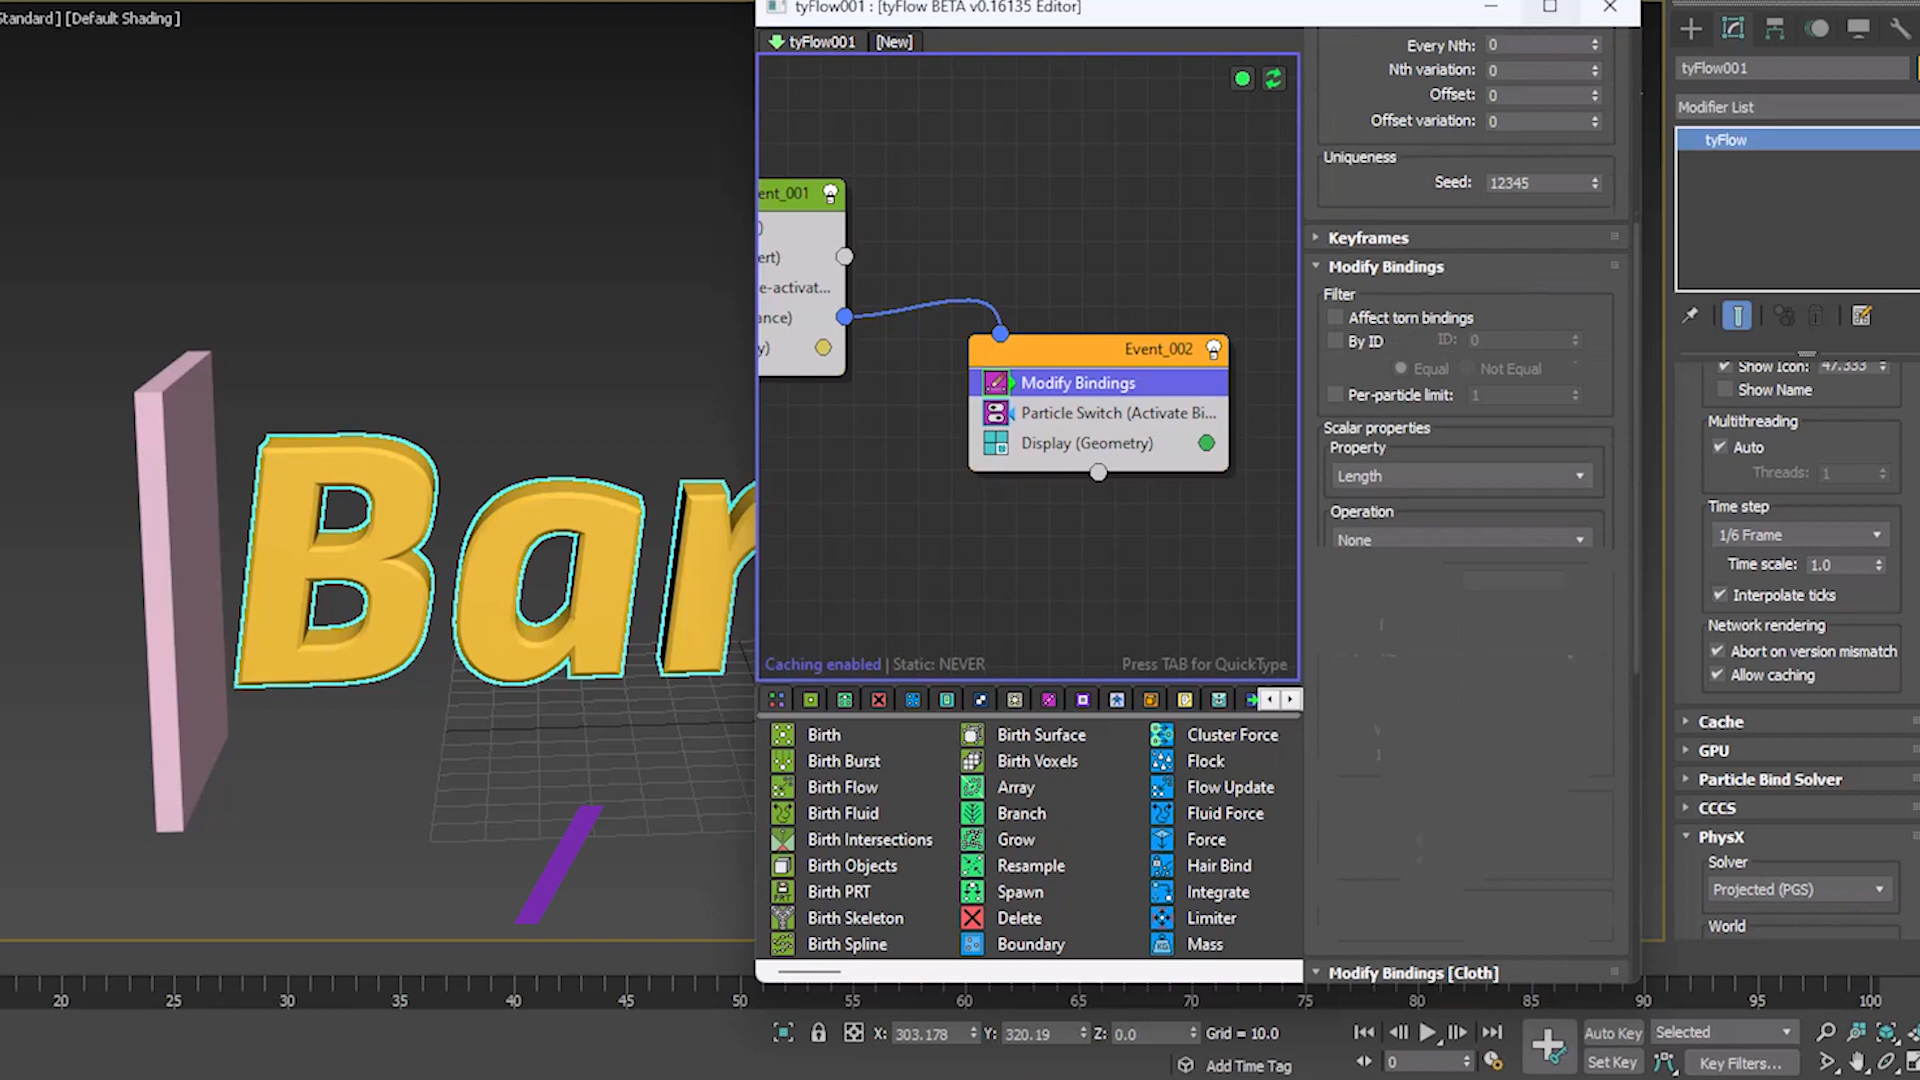 Standard ] [Default Shading ]
tyFlow001 : [tyFlow BETA v0.16135 Editor]
tyFlow001
[New]
ent_001
ert)
e-activat...
ance)
y)
Event_002
Modify Bindings
Particle Switch (Activate Bi...
Display (Geometry)
Caching enabled | Static: NEVER
Press TAB for QuickType
Birth
Birth Burst
Birth Flow
Birth Fluid
Birth Intersections
Birth Objects
Birth PRT
Birth Skeleton
Birth Spline
Birth Surface
Birth Voxels
Array
Branch
Grow
Resample
Spawn
Delete
Boundary
Cluster Force
Flock
Flow Update
Fluid Force
Force
Hair Bind
Integrate
Limiter
Mass
Every Nth: 0
Nth variation: 0
Offset: 0
Offset variation: 0
Uniqueness
Seed: 12345
Keyframes
Modify Bindings
Filter
Affect torn bindings
By ID ID: 0
Equal Not Equal
Per-particle limit: 1
Scalar properties
Property
Length
Operation
None
Modify Bindings [Cloth]
tyFlow001
Modifier List
tyFlow
Show Icon: 47.333
Show Name
Multithreading
Auto
Threads: 1
Time step
1/6 Frame
Time scale: 1.0
Interpolate ticks
Network rendering
Abort on version mismatch
Allow caching
Cache
GPU
Particle Bind Solver
CCCS
PhysX
Solver
Projected (PGS)
World
Bar
20 25 30 35 40 45 50 55 60 65 70 75 80 85 90 95 100
X: 303.178 Y: 320.19 Z: 0.0 Grid = 10.0
Add Time Tag
0
Auto Key Selected
Set Key Key Filters...